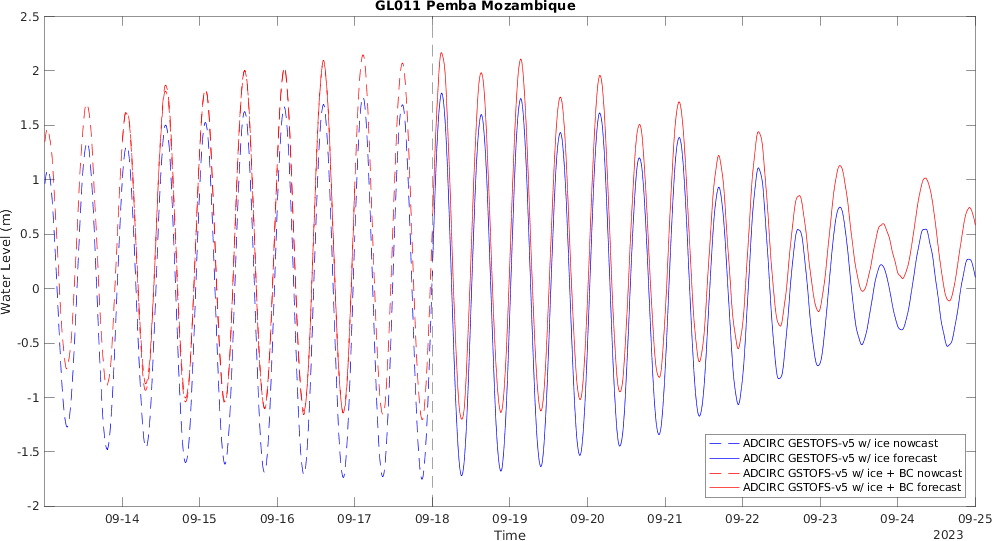 GL011 Pemba Mozambique
2.5
2
1.5
1
0.5
0
-0.5
-1
-1.5
-2
Water Level (m)
ADCIRC GESTOFS-v5 w/ ice nowcast
ADCIRC GESTOFS-v5 w/ ice forecast
ADCIRC GSTOFS-v5 w/ ice + BC nowcast
ADCIRC GSTOFS-v5 w/ ice + BC forecast
09-14 09-15 09-16 09-17 09-18 09-19 09-20 09-21 09-22 09-23 09-24 09-25
Time
2023